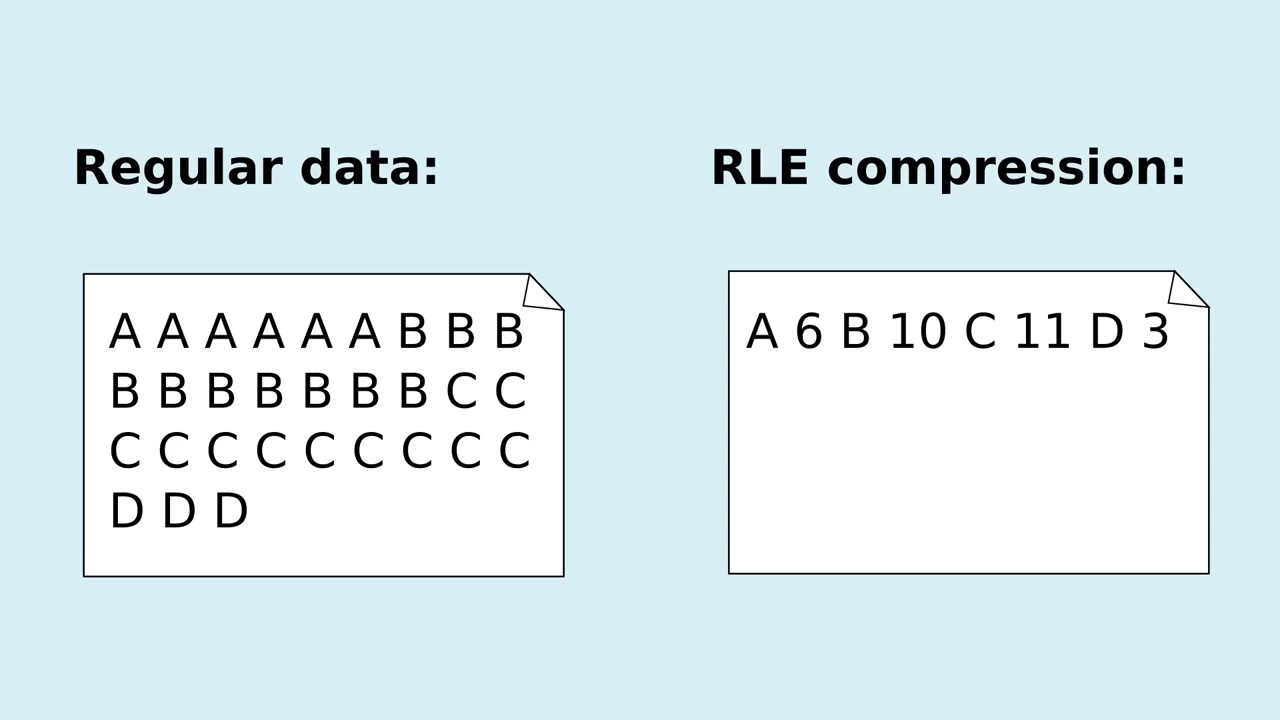 Regular data:
A A A A A A B B B
B B B B B B B C C
C C C C C C C C C
D D D
RLE compression:
A 6 B 10 C 11 D 3